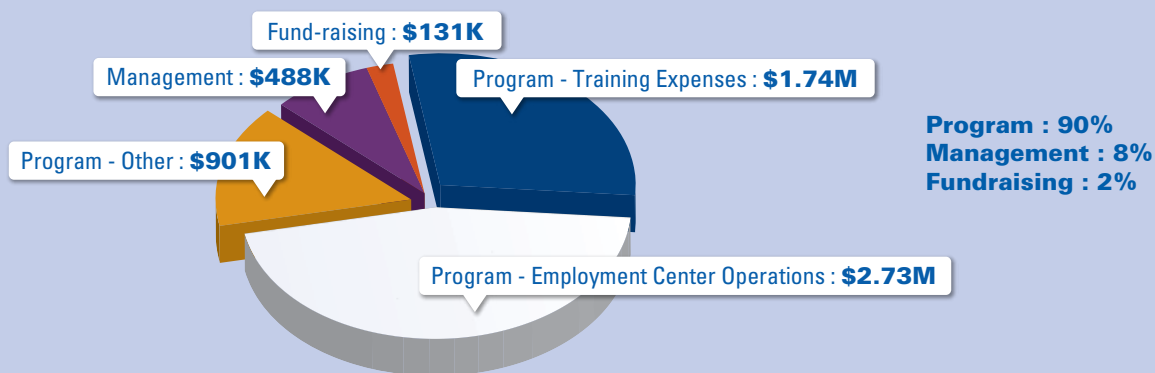 Fund-raising : $131K
Management : $488K
Program - Training Expenses : $1.74M
Program : 90%
Management : 8%
Fundraising : 2%
Program - Other : $901K
Program - Employment Center Operations : $2.73M